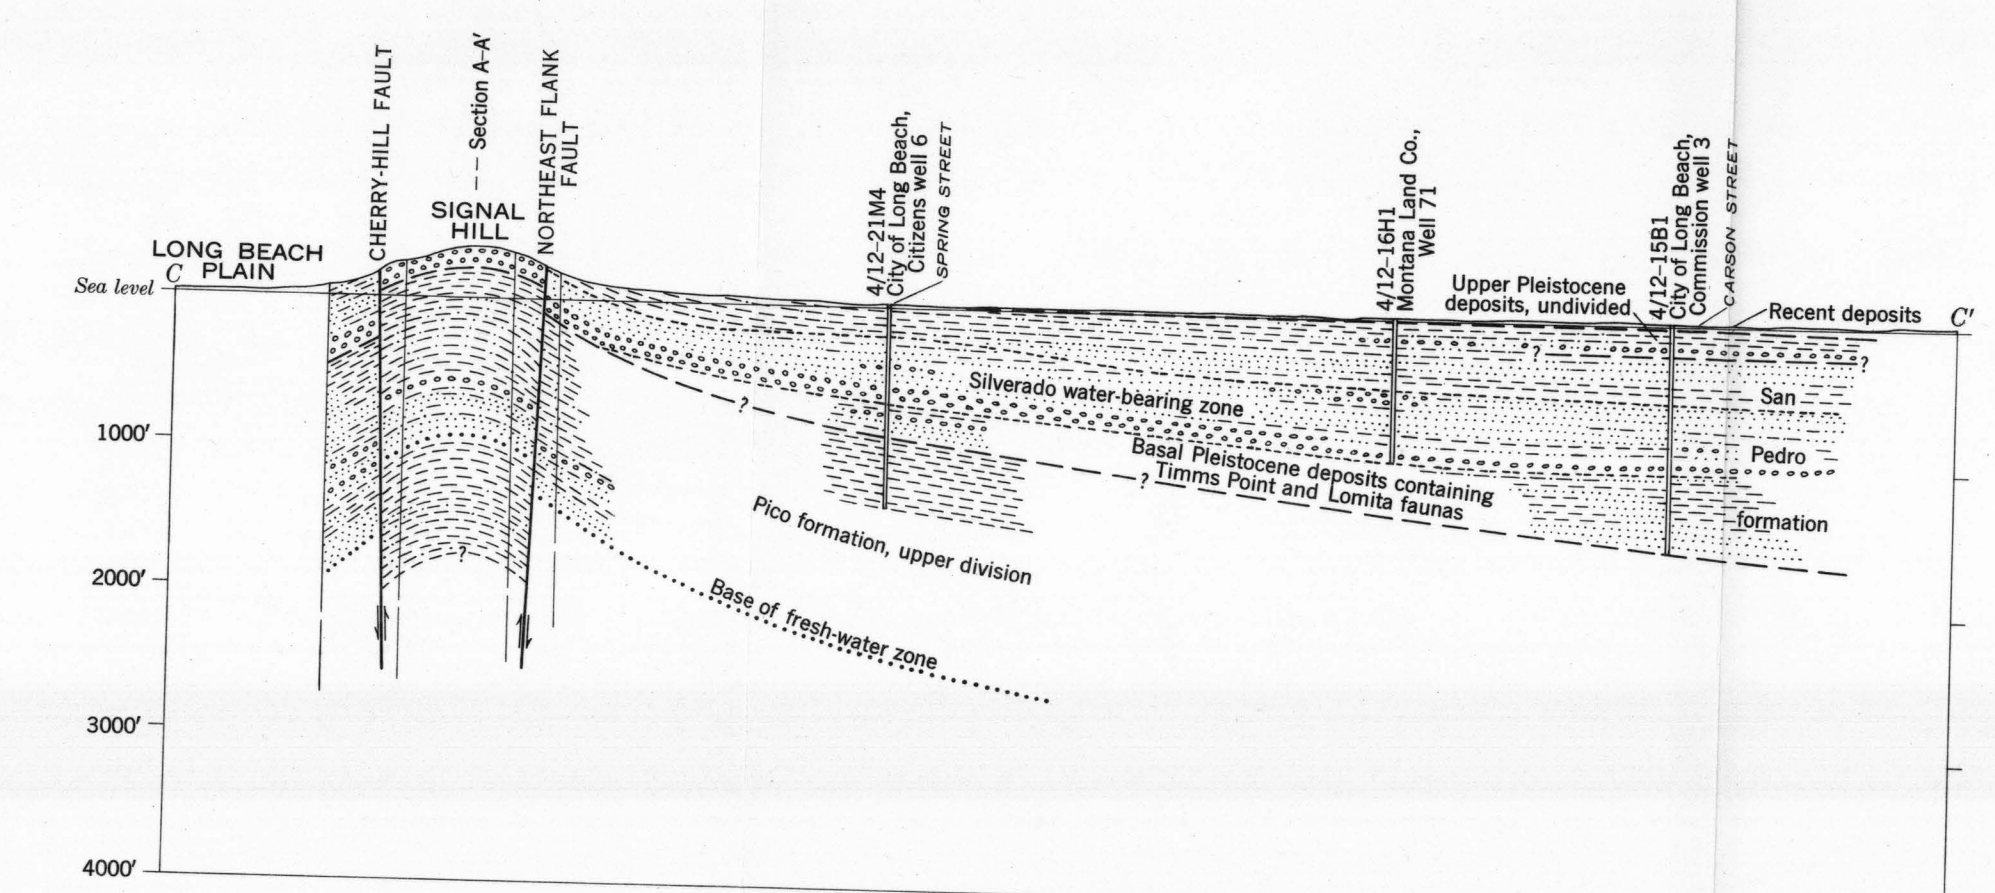 CHERRY-HILL FAULT
Section A–A′
NORTHEAST FLANK
FAULT
SIGNAL
HILL
LONG BEACH
PLAIN
C
Sea level
1000′
2000′
3000′
4000′
4/12–21M4
City of Long Beach,
Citizens well 6
SPRING STREET
4/12–16H1
Montana Land Co.,
Well 71
Upper Pleistocene
deposits, undivided
4/12–15B1
City of Long Beach,
Commission well 3
CARSON STREET
Recent deposits
C′
?
?
Silverado water-bearing zone
San
Pedro
formation
?
Basal Pleistocene deposits containing
Timms Point and Lomita faunas
?
Pico formation, upper division
?
Base of fresh-water zone